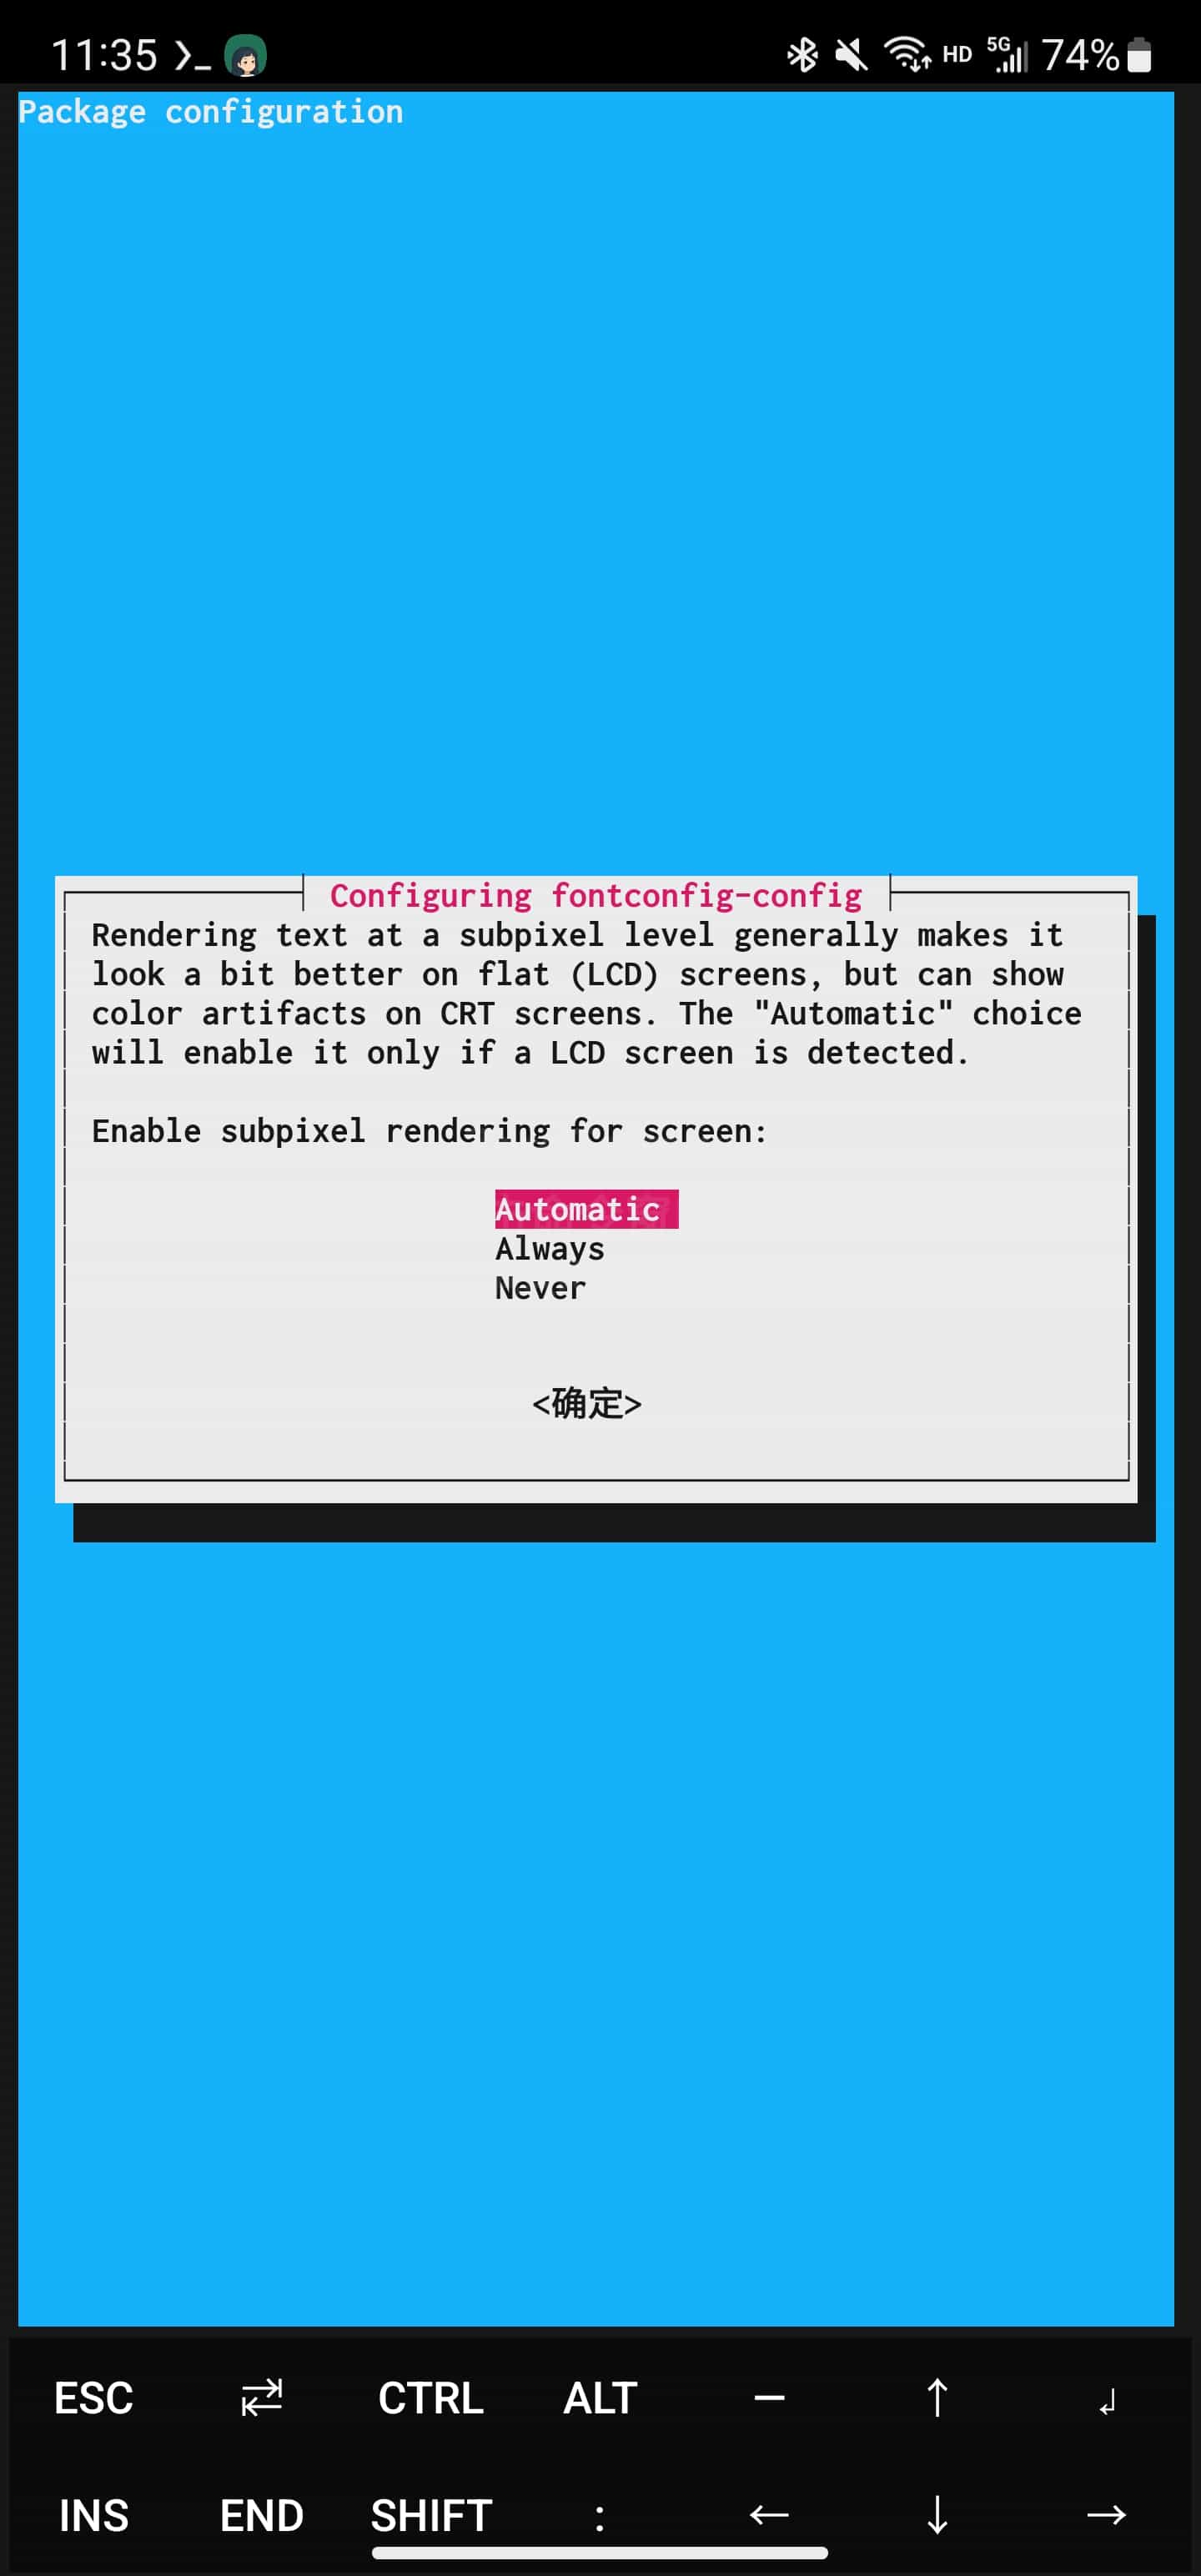 11:35
HD 5G 74%
Package configuration
Configuring fontconfig-config
Rendering text at a subpixel level generally makes it
look a bit better on flat (LCD) screens, but can show
color artifacts on CRT screens. The "Automatic" choice
will enable it only if a LCD screen is detected.
Enable subpixel rendering for screen:
Automatic
Always
Never
<确定>
ESC CTRL ALT — ↑ ↲
INS END SHIFT : ← ↓ →